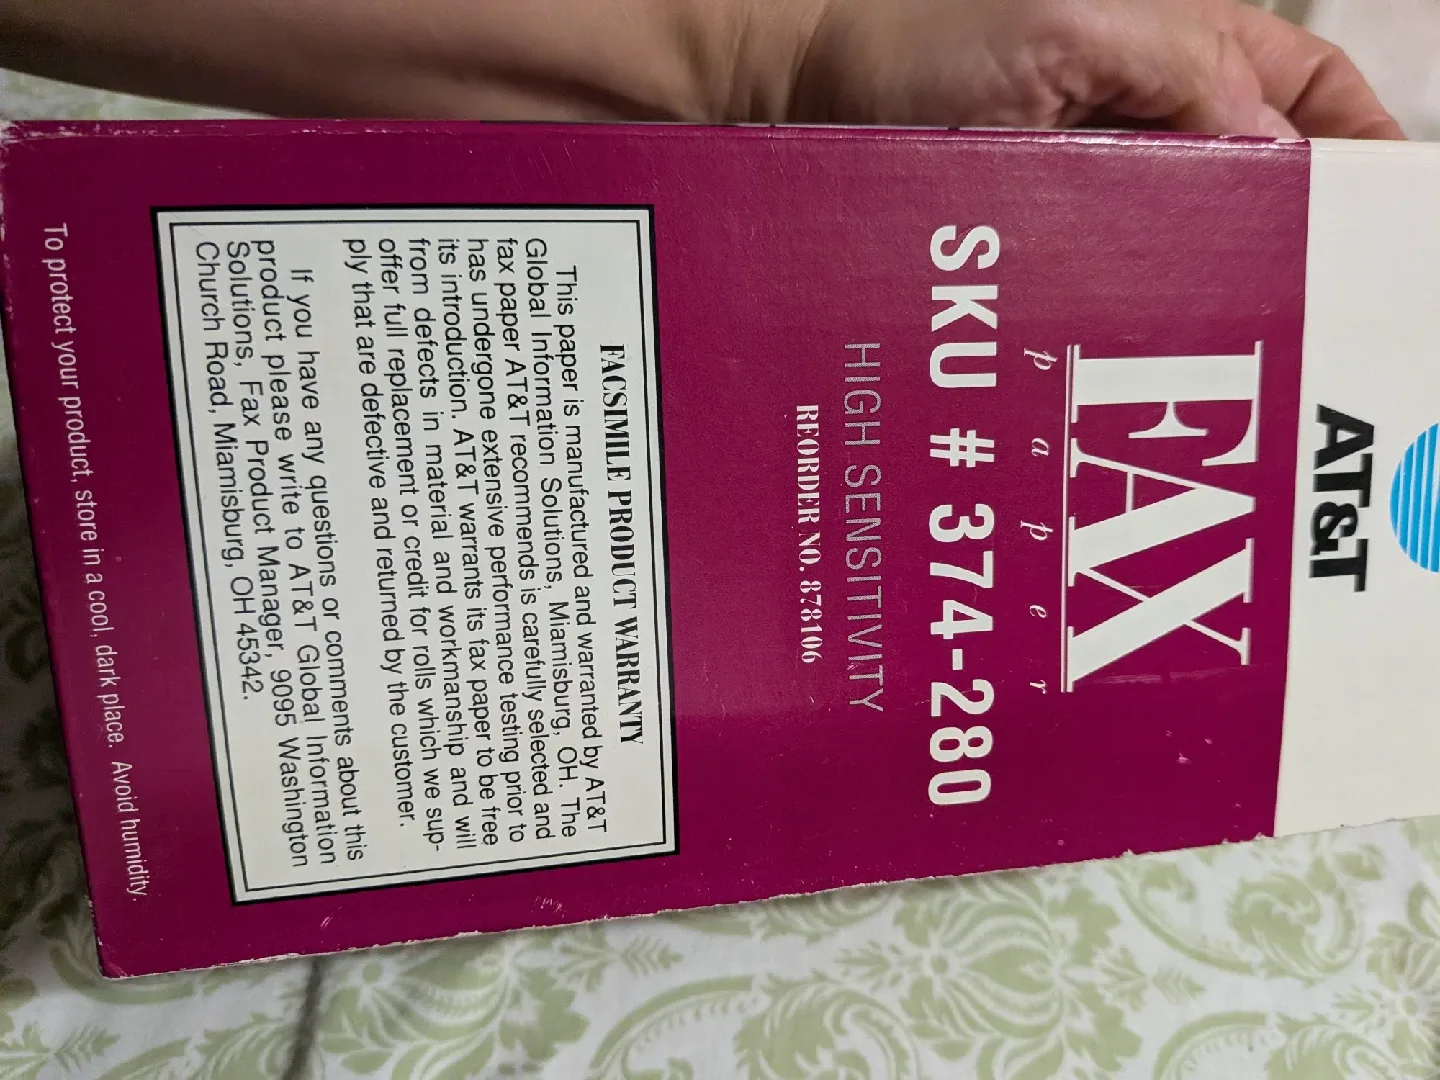 AT&T
FAX
paper
SKU # 374-280
HIGH SENSITIVITY
REORDER NO. 878106
FACSIMILE PRODUCT WARRANTY
This paper is manufactured and warranted by AT&T
Global Information Solutions, Miamisburg, OH. The
fax paper AT&T recommends is carefully selected and
has undergone extensive performance testing prior to
its introduction. AT&T warrants its fax paper to be free
from defects in material and workmanship and will
offer full replacement or credit for rolls which we sup-
ply that are defective and returned by the customer.
If you have any questions or comments about this
product please write to AT&T Global Information
Solutions, Fax Product Manager, 9095 Washington
Church Road, Miamisburg, OH 45342.
To protect your product, store in a cool, dark place. Avoid humidity.